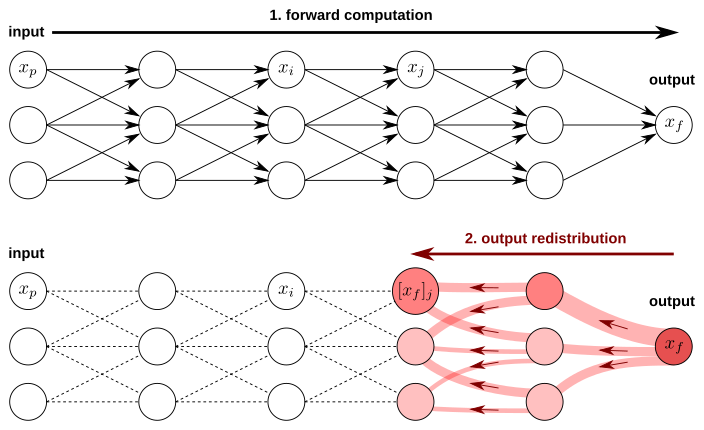 1. forward computation
input
x_p x_i x_j
output
x_f
2. output redistribution
input
x_p x_i [x_f]_j
output
x_f